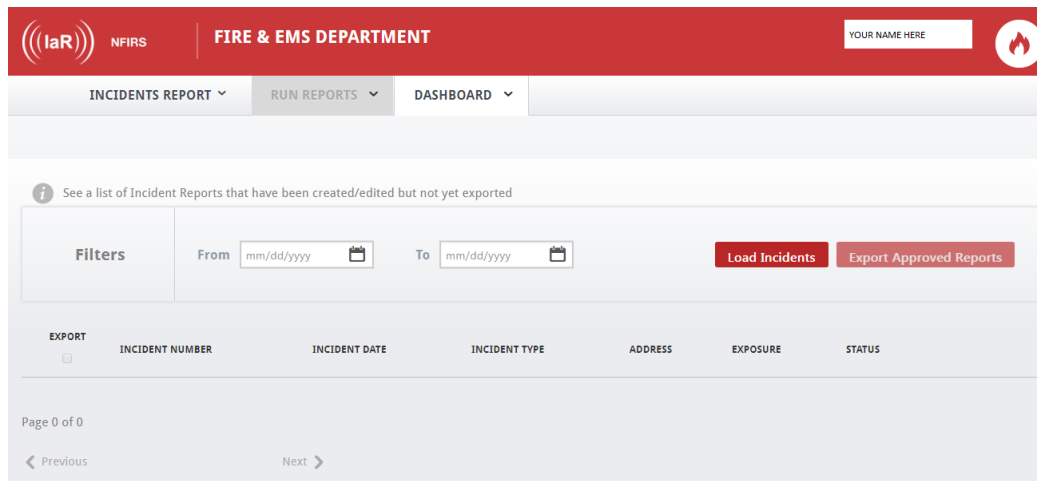 ((IaR)) NFIRS FIRE & EMS DEPARTMENT YOUR NAME HERE
INCIDENTS REPORT RUN REPORTS DASHBOARD
i See a list of Incident Reports that have been created/edited but not yet exported
Filters From mm/dd/yyyy To mm/dd/yyyy Load Incidents Export Approved Reports
EXPORT
INCIDENT NUMBER INCIDENT DATE INCIDENT TYPE ADDRESS EXPOSURE STATUS
Page 0 of 0
Previous Next